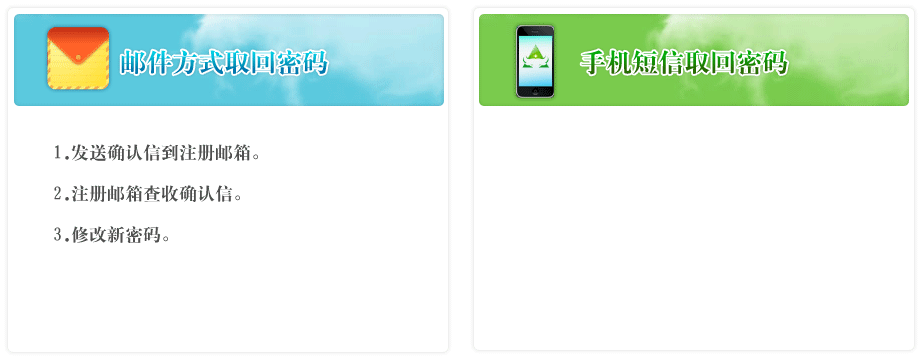 邮件方式取回密码
1.发送确认信到注册邮箱。
2.注册邮箱查收确认信。
3.修改新密码。
手机短信取回密码